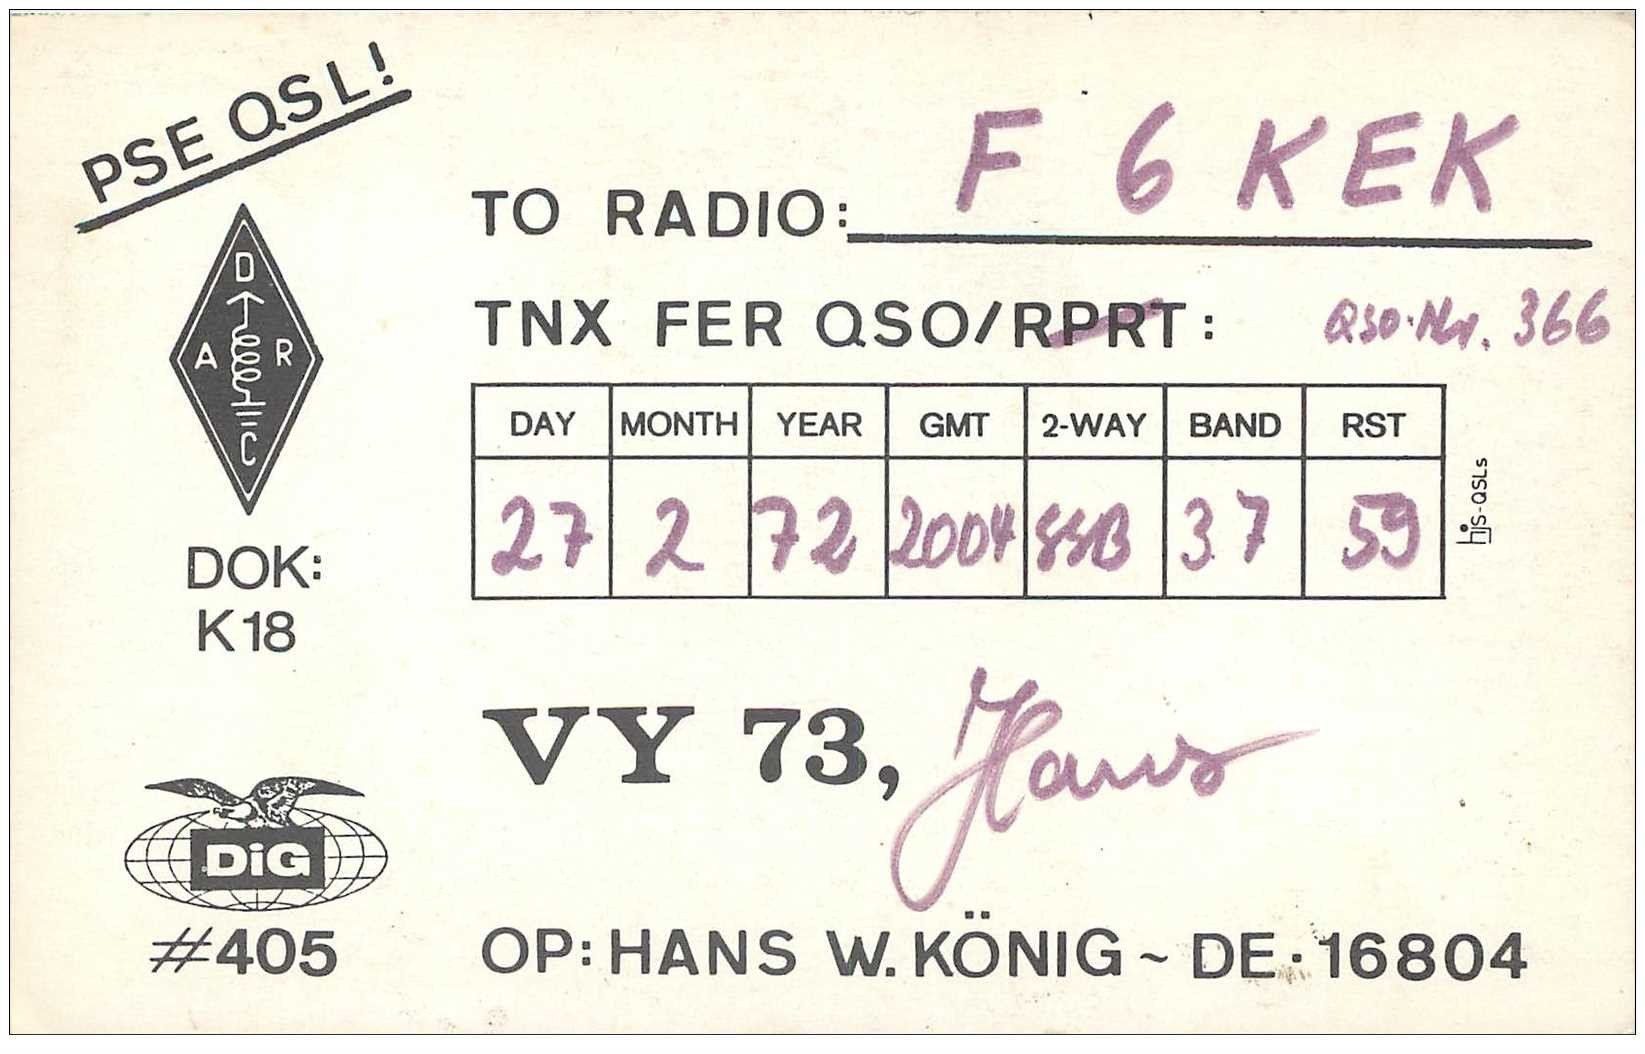 PSE QSL!
TO RADIO: F 6 KEK
TNX FER QSO/RPRT: QSO-Nr. 366
DAY MONTH YEAR GMT 2-WAY BAND RST
27 2 72 2004 SSB 3.7 59
hjs-QSLs
D
A R
C
DOK:
K18
VY 73, Hans
DiG
#405
OP: HANS W. KÖNIG ~ DE - 16804